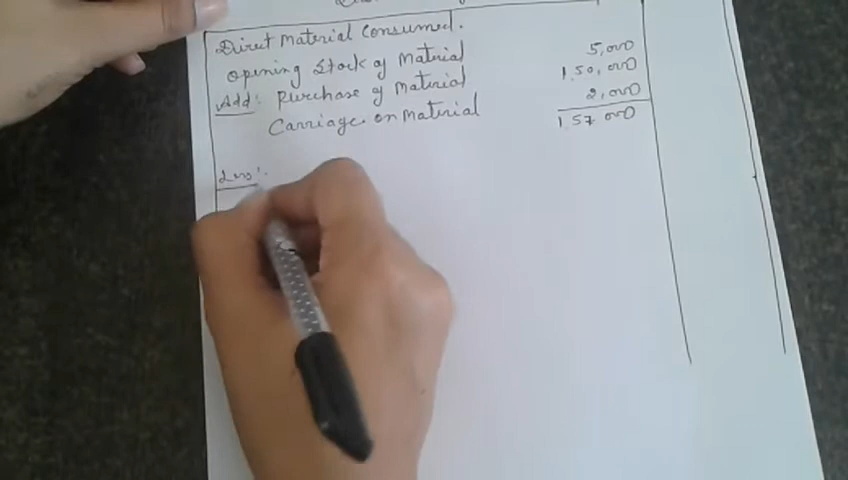 Direct Material Consumed.
Opening Stock of Material 5,000
Add: Purchase of Material 1,50,000
Carriage on Material 2,000
1,57,000
Less: